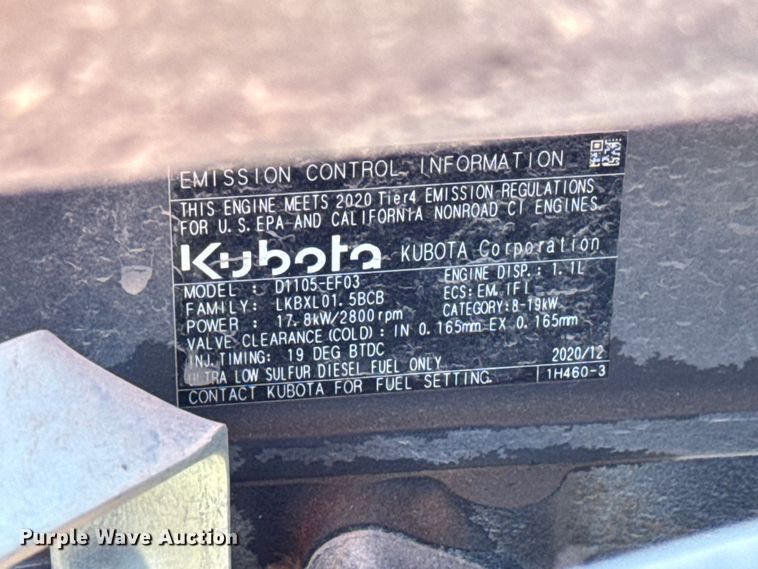 EMISSION CONTROL INFORMATION
THIS ENGINE MEETS 2020 Tier4 EMISSION REGULATIONS
FOR U.S. EPA AND CALIFORNIA NONROAD CI ENGINES.
Kubota KUBOTA Corporation
MODEL : D1105-EF03 ENGINE DISP.: 1.1L
FAMILY: LKBXL01.5BCB ECS: EM, IFI
POWER : 17.8kW/2800rpm CATEGORY: 8-19kW
VALVE CLEARANCE (COLD) : IN 0.165mm EX 0.165mm
INJ. TIMING: 19 DEG BTDC
ULTRA LOW SULFUR DIESEL FUEL ONLY 2020/12
CONTACT KUBOTA FOR FUEL SETTING. 1H460-3
Purple Wave Auction